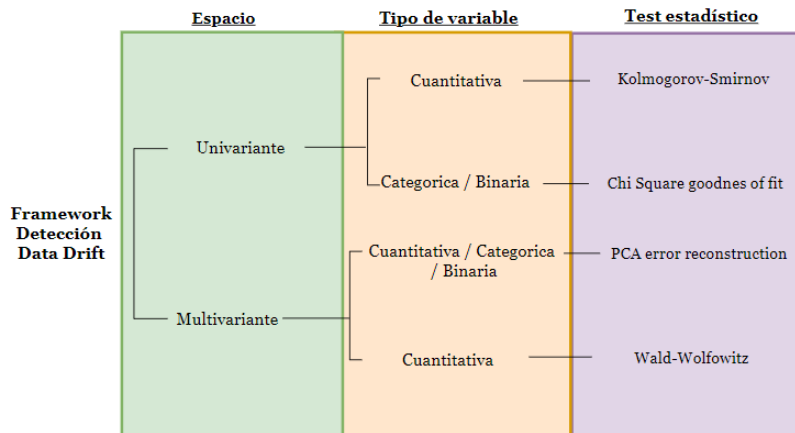 Espacio
Tipo de variable
Test estadístico
Cuantitativa
Kolmogorov-Smirnov
Univariante
Categorica / Binaria
Chi Square goodnes of fit
Framework
Detección
Data Drift
Cuantitativa / Categorica
/ Binaria
PCA error reconstruction
Multivariante
Cuantitativa
Wald-Wolfowitz